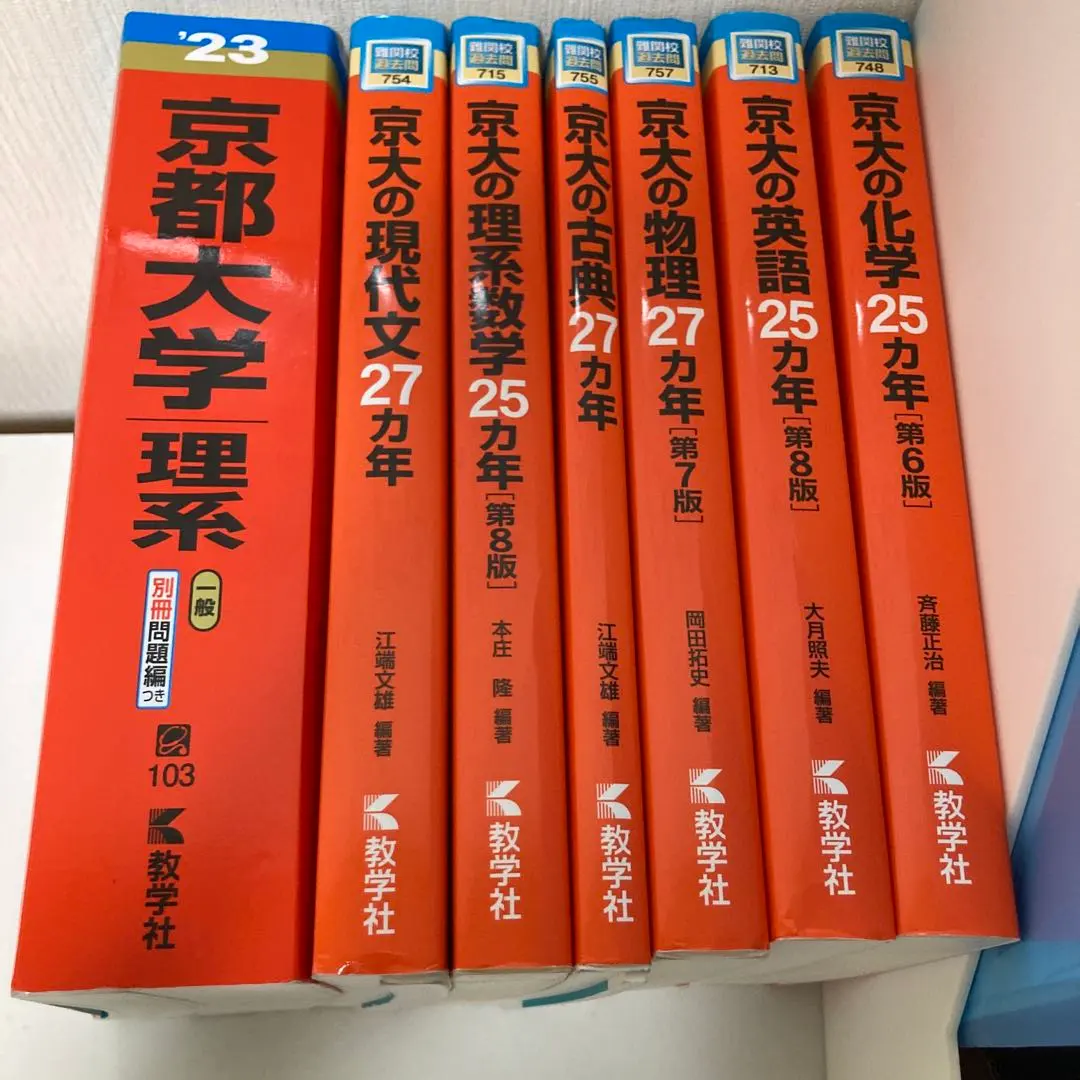 '23
京都大学
理系
一般
別冊問題編つき
103
教学社
難関校
過去問
754
京大の現代文27カ年
江端文雄 編著
教学社
難関校
過去問
715
京大の理系数学25カ年[第8版]
本庄 隆 編著
教学社
難関校
過去問
755
京大の古典27カ年
江端文雄 編著
教学社
難関校
過去問
757
京大の物理27カ年[第7版]
岡田拓史 編著
教学社
難関校
過去問
713
京大の英語25カ年[第8版]
大月照夫 編著
教学社
難関校
過去問
748
京大の化学25カ年[第6版]
斉藤正治 編著
教学社